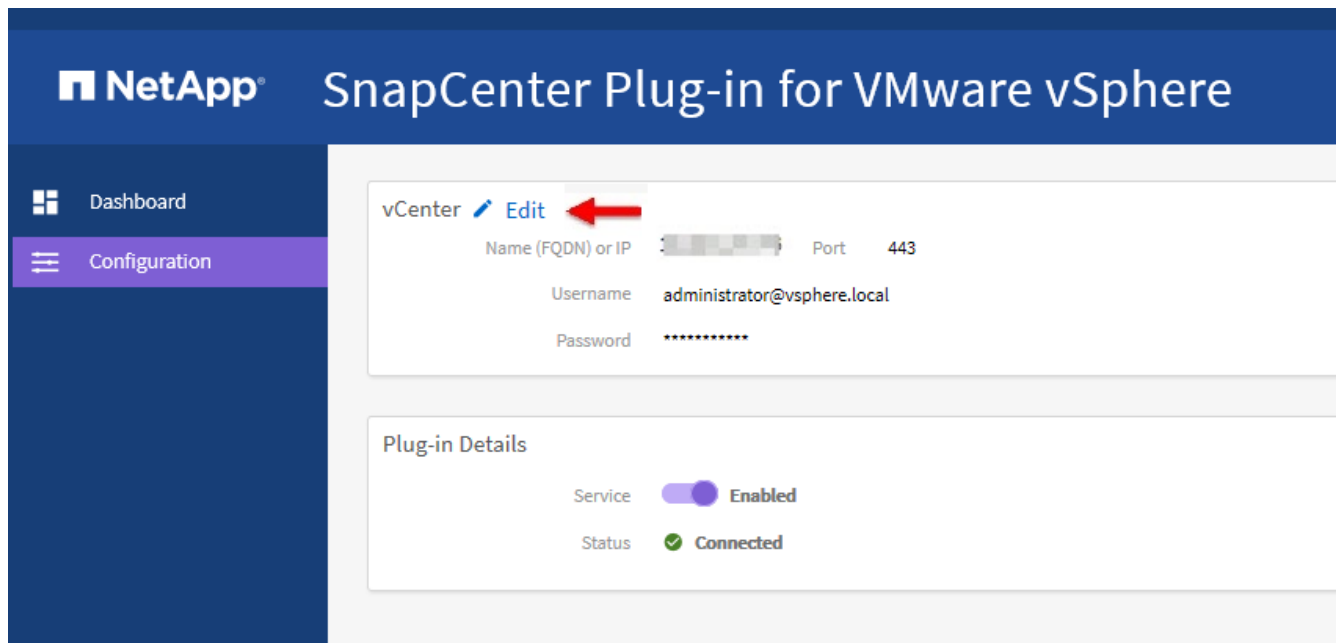 NetApp® SnapCenter Plug-in for VMware vSphere
Dashboard
Configuration
vCenter Edit
Name (FQDN) or IP Port 443
Username administrator@vsphere.local
Password ***********
Plug-in Details
Service Enabled
Status Connected